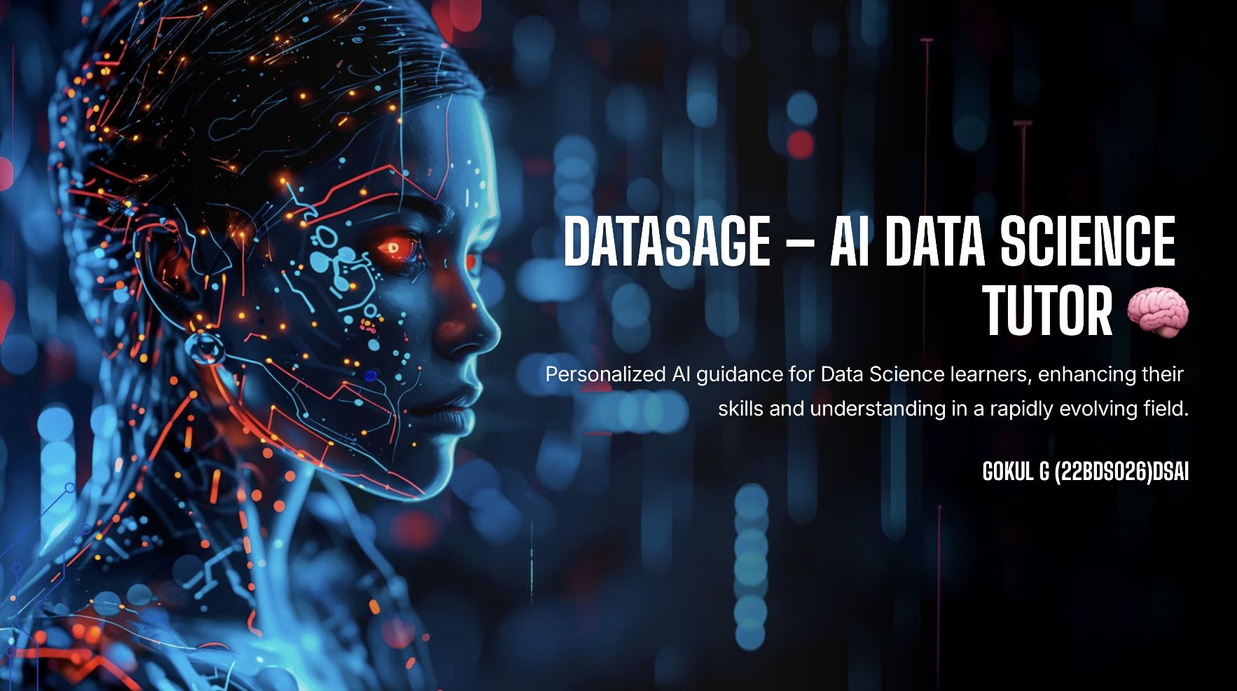 DATASAGE – AI DATA SCIENCE
TUTOR 🧠
Personalized AI guidance for Data Science learners, enhancing their
skills and understanding in a rapidly evolving field.
GOKUL G (22BDS026)DSAI